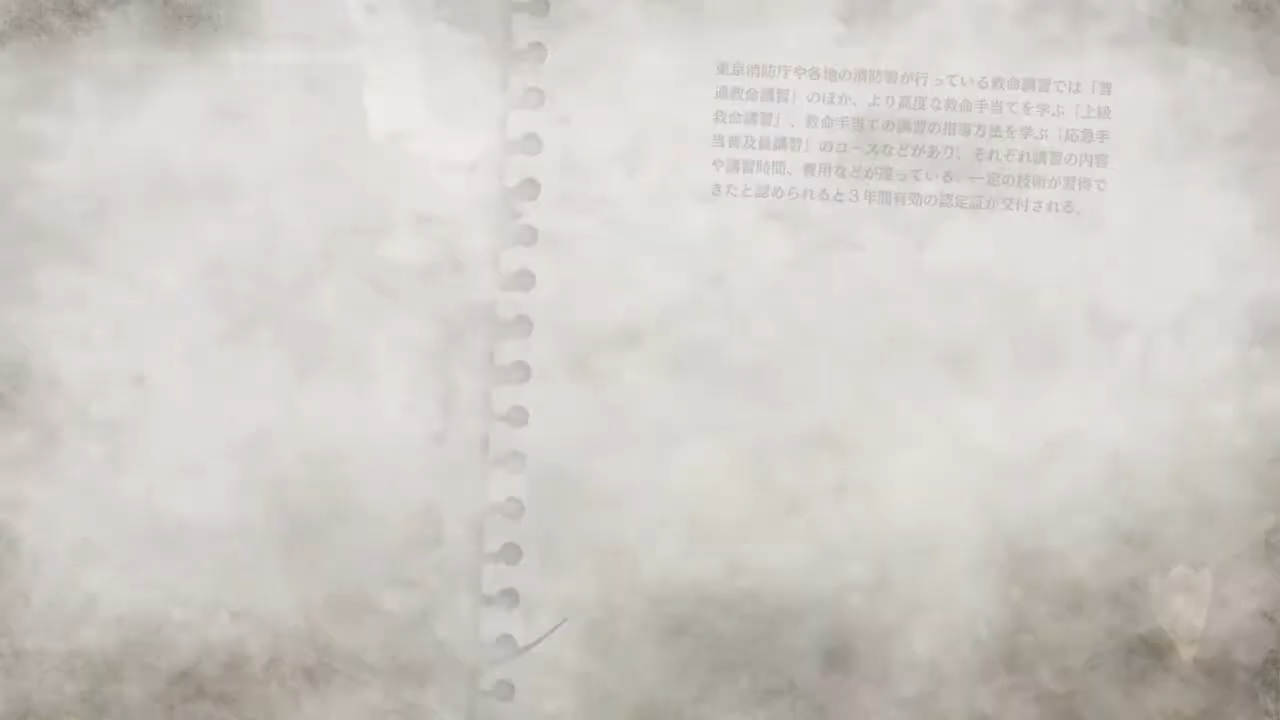 東京消防庁や各地の消防署が行っている救命講習では「普
通救命講習」のほか、より高度な救命手当てを学ぶ「上級
救命講習」、救命手当ての講習の指導方法を学ぶ「応急手
当普及員講習」のコースなどがあり、それぞれ講習の内容
や講習時間、費用などが違っている。一定の技術が習得で
きたと認められると３年間有効の認定証が交付される。